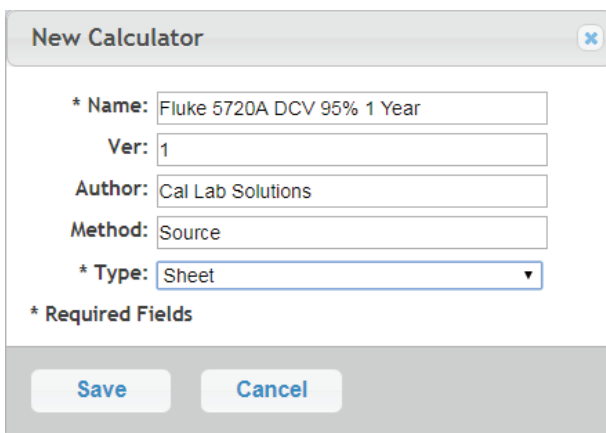 New Calculator
* Name: Fluke 5720A DCV 95% 1 Year
Ver: 1
Author: Cal Lab Solutions
Method: Source
* Type: Sheet
* Required Fields
Save Cancel